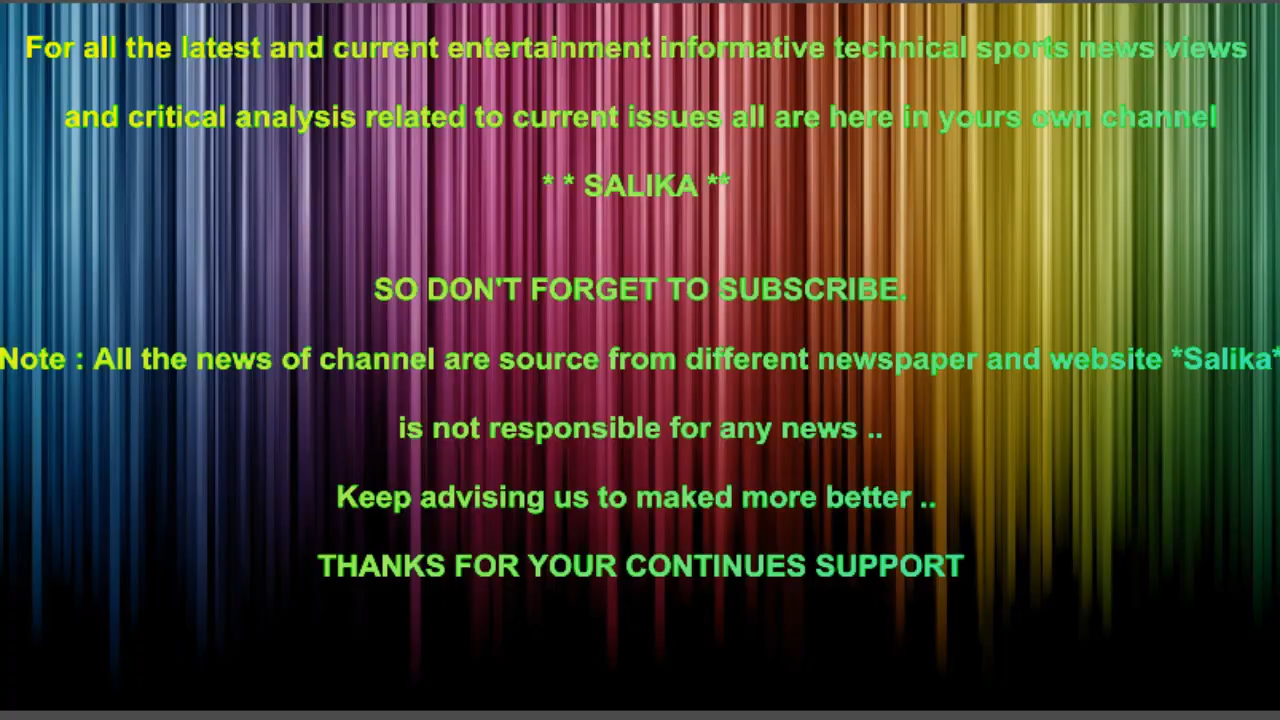 For all the latest and current entertainment informative technical sports news views
and critical analysis related to current issues all are here in yours own channel
* * SALIKA **
SO DON'T FORGET TO SUBSCRIBE.
Note : All the news of channel are source from different newspaper and website *Salika*
is not responsible for any news ..
Keep advising us to maked more better ..
THANKS FOR YOUR CONTINUES SUPPORT